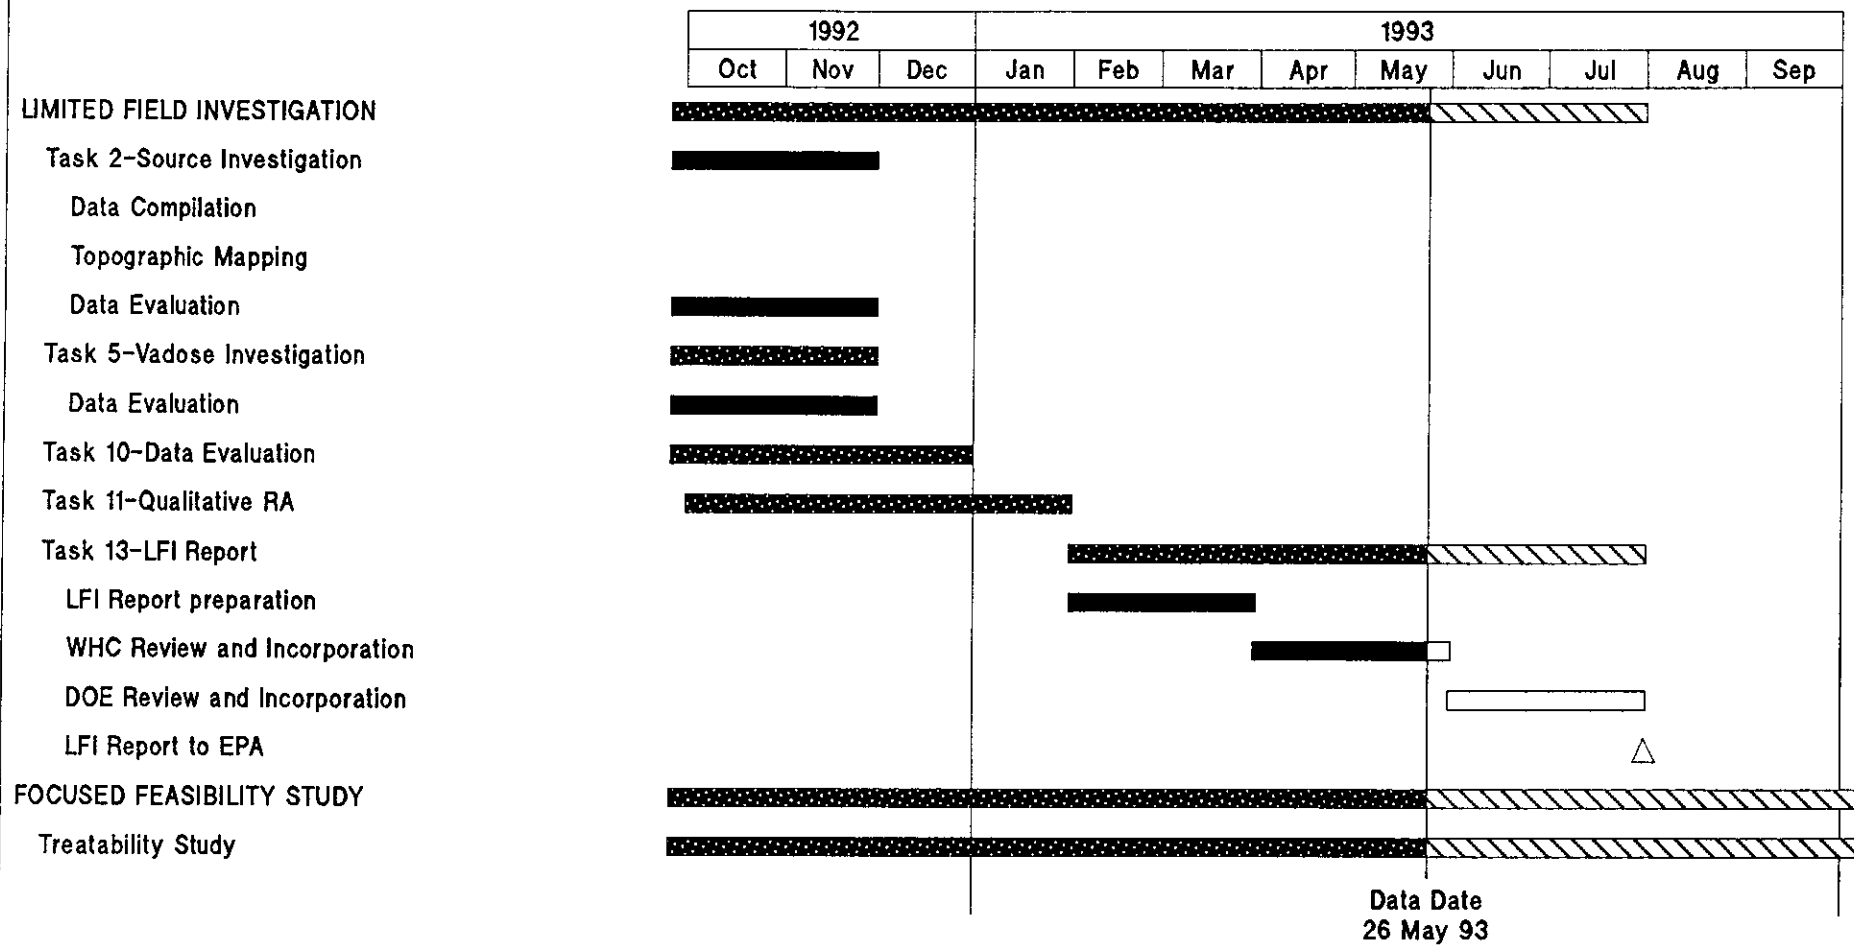 1992 1993
Oct Nov Dec Jan Feb Mar Apr May Jun Jul Aug Sep
LIMITED FIELD INVESTIGATION
Task 2-Source Investigation
Data Compilation
Topographic Mapping
Data Evaluation
Task 5-Vadose Investigation
Data Evaluation
Task 10-Data Evaluation
Task 11-Qualitative RA
Task 13-LFI Report
LFI Report preparation
WHC Review and Incorporation
DOE Review and Incorporation
LFI Report to EPA
FOCUSED FEASIBILITY STUDY
Treatability Study
Data Date
26 May 93